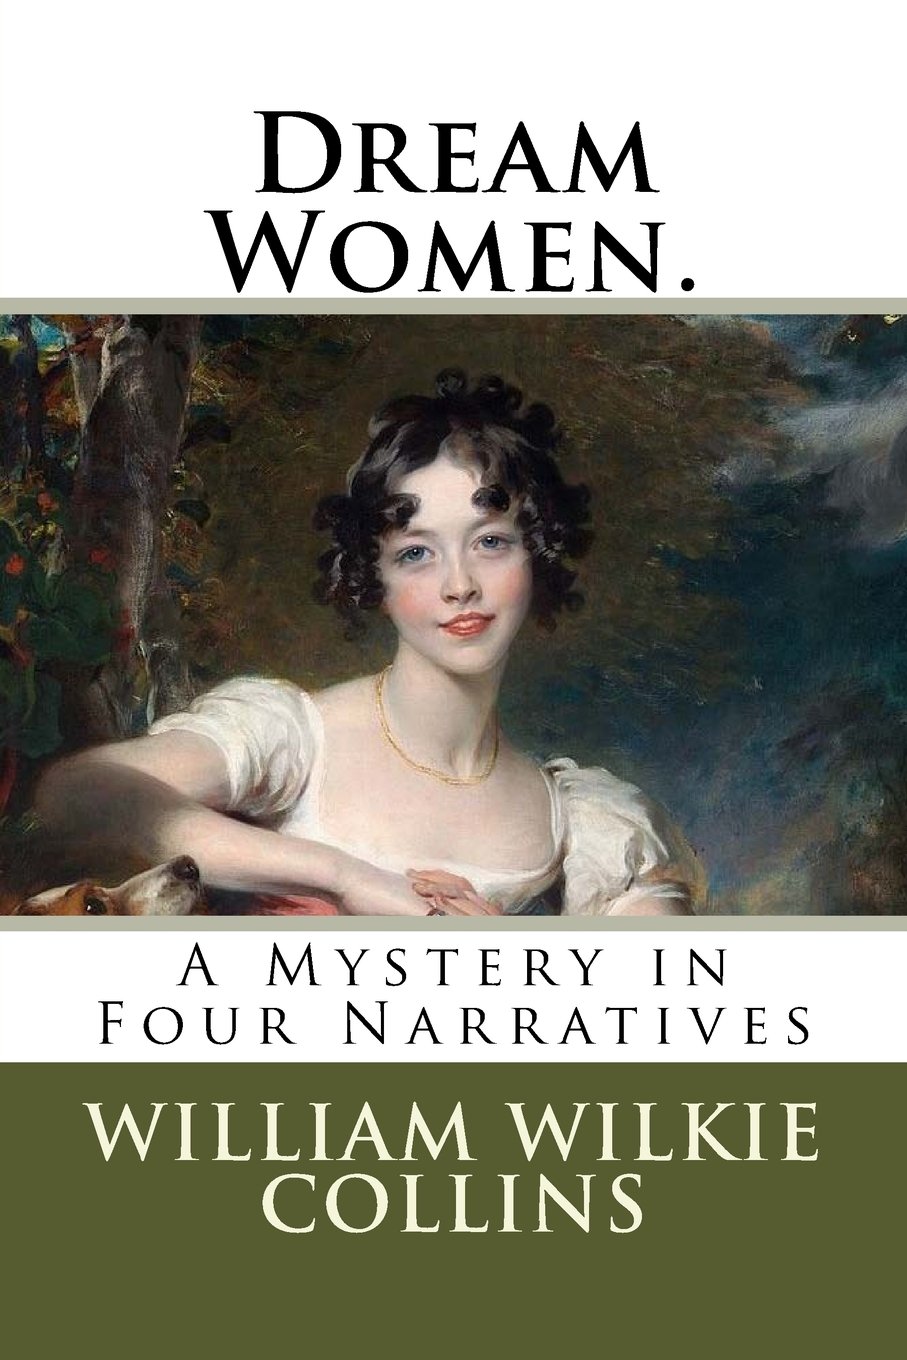 Dream
Women.
A Mystery in
Four Narratives
WILLIAM WILKIE
COLLINS